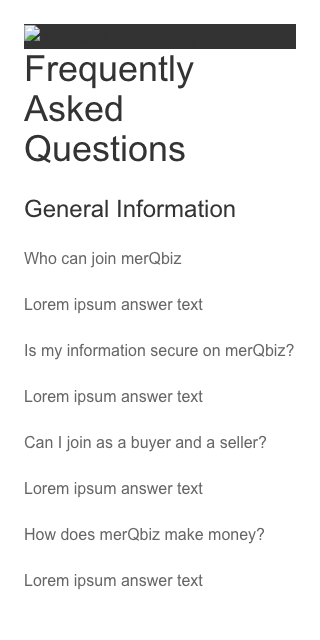 Frequently
Asked
Questions
General Information
Who can join merQbiz
Lorem ipsum answer text
Is my information secure on merQbiz?
Lorem ipsum answer text
Can I join as a buyer and a seller?
Lorem ipsum answer text
How does merQbiz make money?
Lorem ipsum answer text